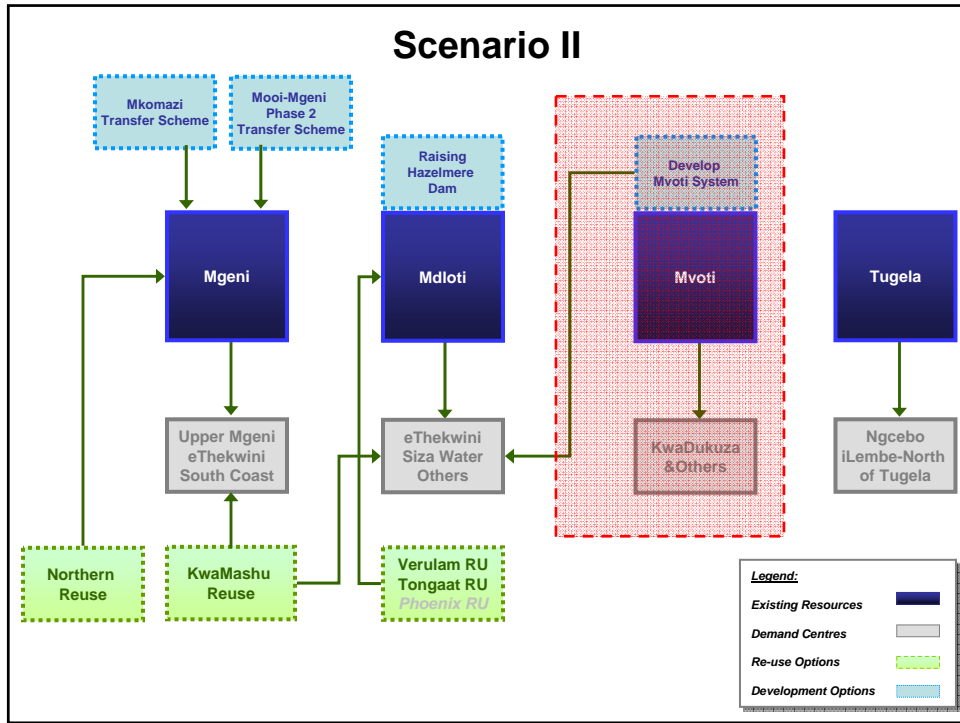 Scenario II
Mkomazi
Transfer Scheme
Mooi-Mgeni
Phase 2
Transfer Scheme
Raising
Hazelmere
Dam
Develop
Mvoti System
Mgeni
Mdloti
Mvoti
Tugela
Upper Mgeni
eThekwini
South Coast
eThekwini
Siza Water
Others
KwaDukuza
&Others
Ngcebo
iLembe-North
of Tugela
Northern
Reuse
KwaMashu
Reuse
Verulam RU
Tongaat RU
Phoenix RU
Legend:
Existing Resources
Demand Centres
Re-use Options
Development Options